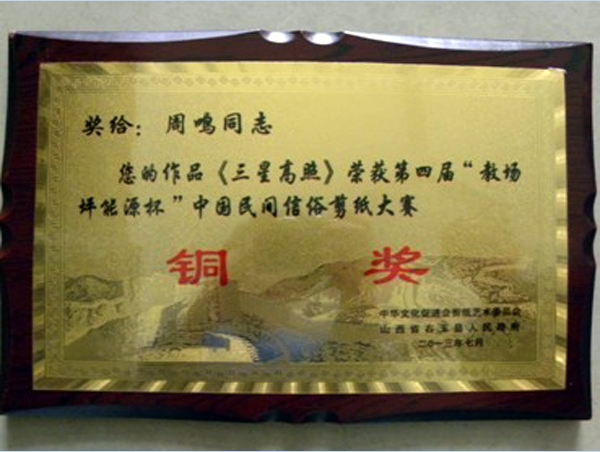 奖给：周鸣同志
您的作品《三星高照》荣获第四届“教场
坪能源杯”中国民间信俗剪纸大赛
铜 奖
中华文化促进会剪纸艺术委员会
山西省右玉县人民政府
二〇一三年七月